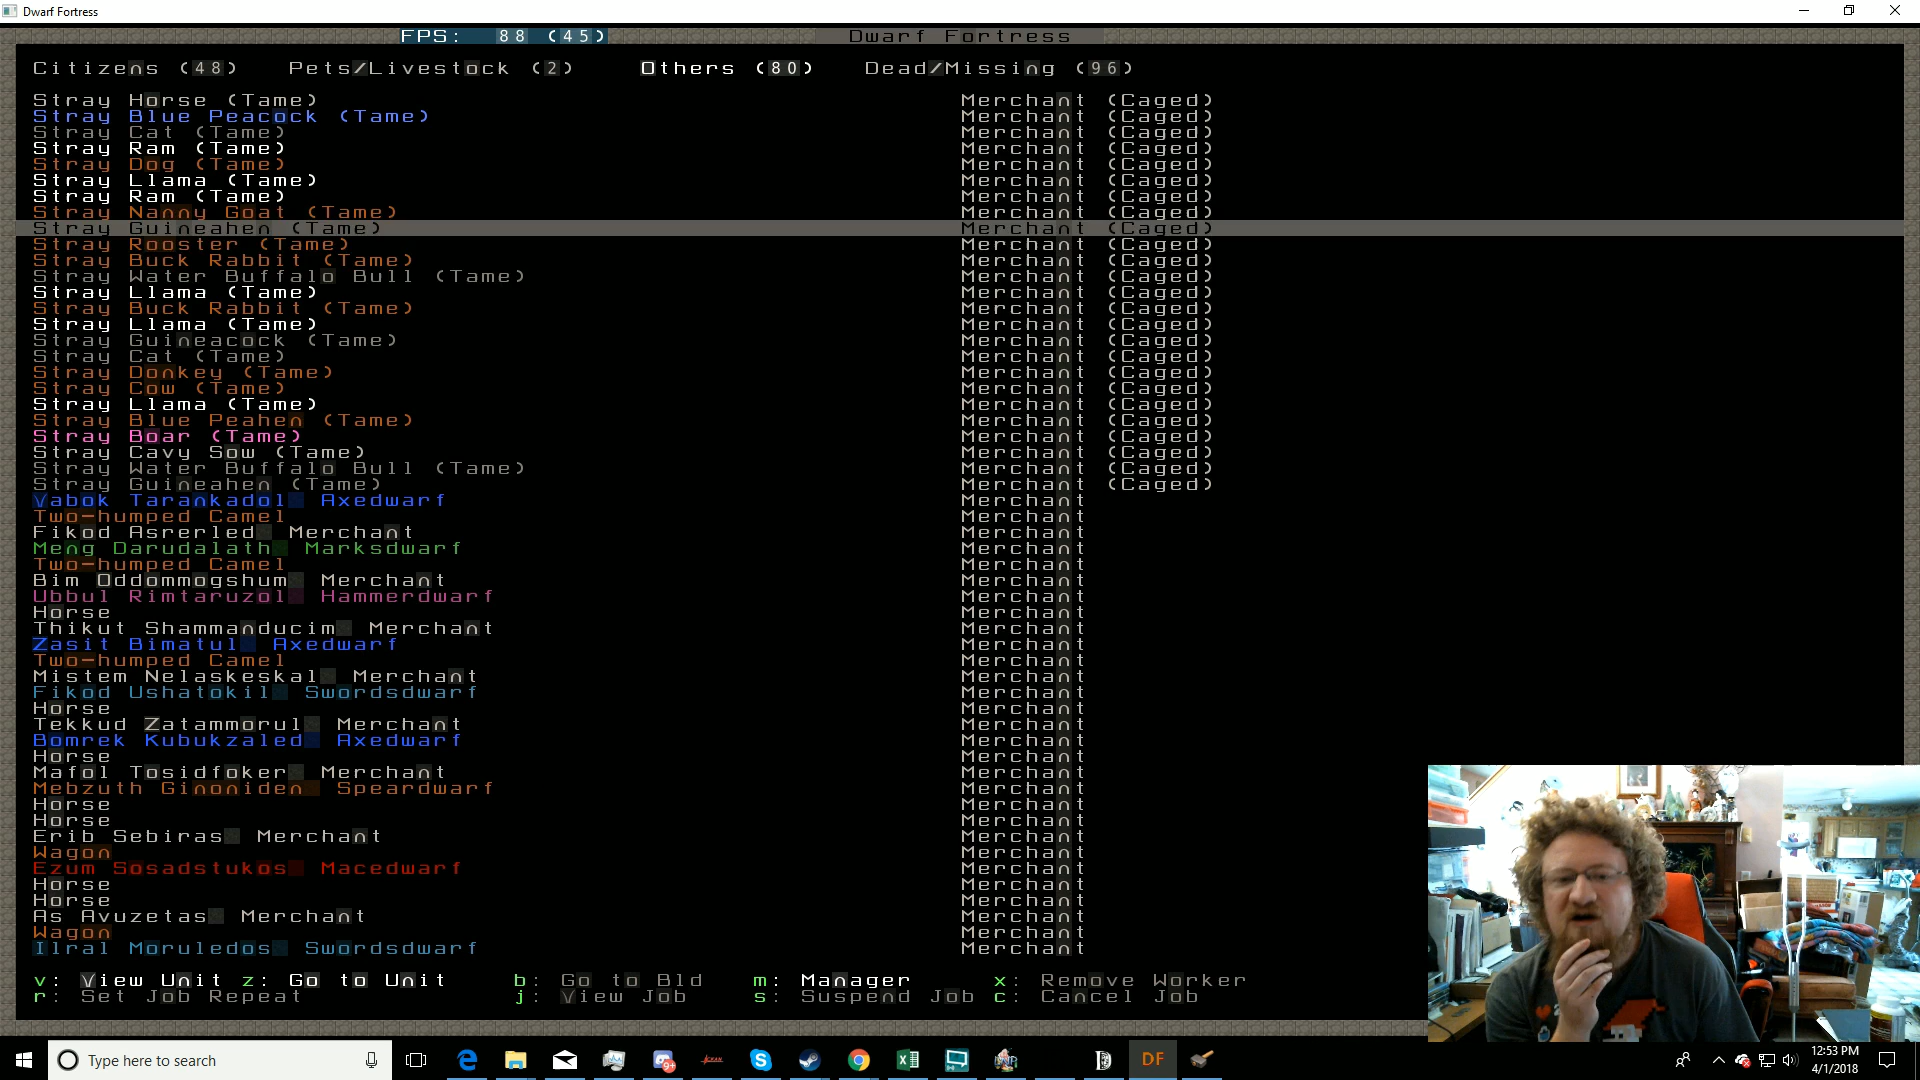 Dwarf Fortress
FPS: 88 (45) Dwarf Fortress
Citizens (48) Pets/Livestock (2) Others (80) Dead/Missing (96)
Stray Horse (Tame) Merchant (Caged)
Stray Blue Peacock (Tame) Merchant (Caged)
Stray Cat (Tame) Merchant (Caged)
Stray Ram (Tame) Merchant (Caged)
Stray Dog (Tame) Merchant (Caged)
Stray Llama (Tame) Merchant (Caged)
Stray Ram (Tame) Merchant (Caged)
Stray Nanny Goat (Tame) Merchant (Caged)
Stray Guineahen (Tame) Merchant (Caged)
Stray Rooster (Tame) Merchant (Caged)
Stray Buck Rabbit (Tame) Merchant (Caged)
Stray Water Buffalo Bull (Tame) Merchant (Caged)
Stray Llama (Tame) Merchant (Caged)
Stray Buck Rabbit (Tame) Merchant (Caged)
Stray Llama (Tame) Merchant (Caged)
Stray Guineacock (Tame) Merchant (Caged)
Stray Cat (Tame) Merchant (Caged)
Stray Donkey (Tame) Merchant (Caged)
Stray Cow (Tame) Merchant (Caged)
Stray Llama (Tame) Merchant (Caged)
Stray Blue Peahen (Tame) Merchant (Caged)
Stray Boar (Tame) Merchant (Caged)
Stray Cavy Sow (Tame) Merchant (Caged)
Stray Water Buffalo Bull (Tame) Merchant (Caged)
Stray Guineahen (Tame) Merchant (Caged)
Vabok Tarankadol Axedwarf Merchant
Two-humped Camel Merchant
Fikod Asrerled Merchant Merchant
Meng Darudalath Marksdwarf Merchant
Two-humped Camel Merchant
Bim Oddommogshum Merchant Merchant
Ubbul Rimtaruzol Hammerdwarf Merchant
Horse Merchant
Thikut Shammanducim Merchant Merchant
Zasit Bimatul Axedwarf Merchant
Two-humped Camel Merchant
Mistem Nelaskeskal Merchant Merchant
Fikod Ushatokil Swordsdwarf Merchant
Horse Merchant
Tekkud Zatammorul Merchant Merchant
Bomrek Kubukzaled Axedwarf Merchant
Horse Merchant
Mafol Tosidfoker Merchant Merchant
Mebzuth Ginoniden Speardwarf Merchant
Horse Merchant
Horse Merchant
Erib Sebiras Merchant Merchant
Wagon Merchant
Ezum Sosadstukos Macedwarf Merchant
Horse Merchant
Horse Merchant
As Avuzetas Merchant Merchant
Wagon Merchant
Ilral Moruledos Swordsdwarf Merchant
v: View Unit z: Go to Unit b: Go to Bld m: Manager x: Remove Worker
r: Set Job Repeat j: View Job s: Suspend Job c: Cancel Job
Type here to search
DF
12:53 PM
4/1/2018